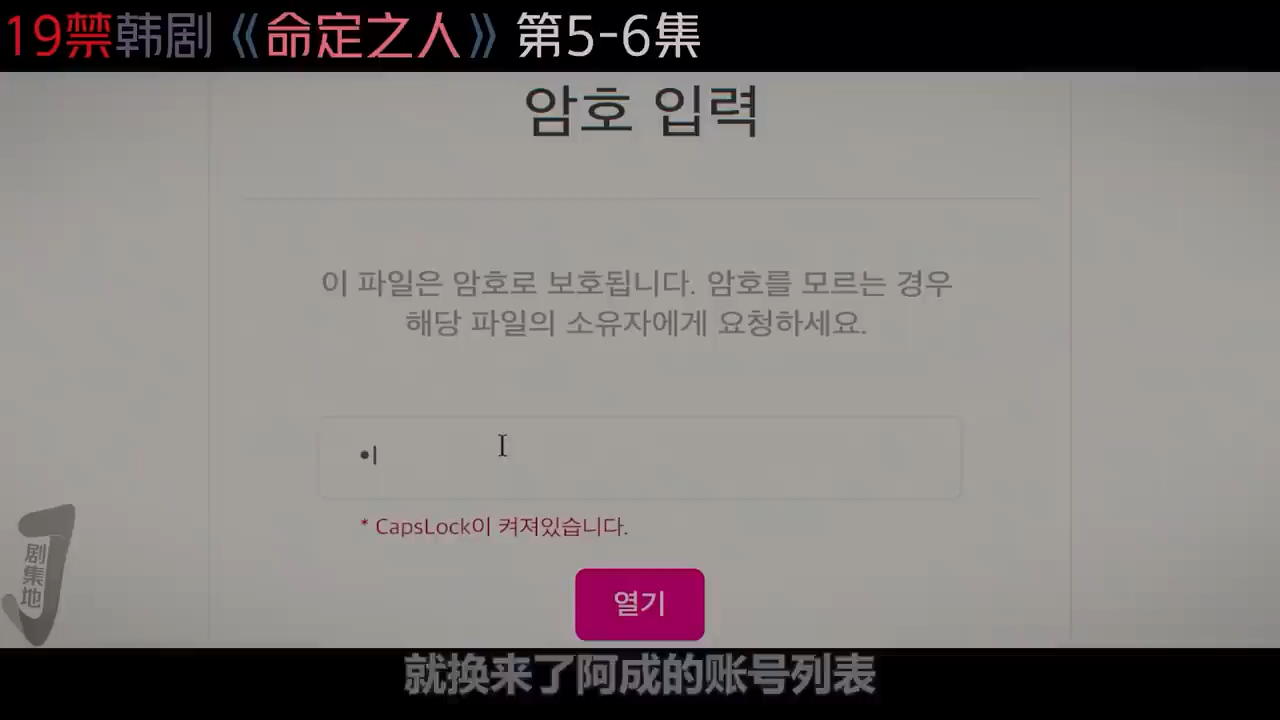 19禁韩剧《命定之人》第5-6集
암호 입력
이 파일은 암호로 보호됩니다. 암호를 모르는 경우
해당 파일의 소유자에게 요청하세요.
* CapsLock이 켜져있습니다.
열기
剧集地
就换来了阿成的账号列表